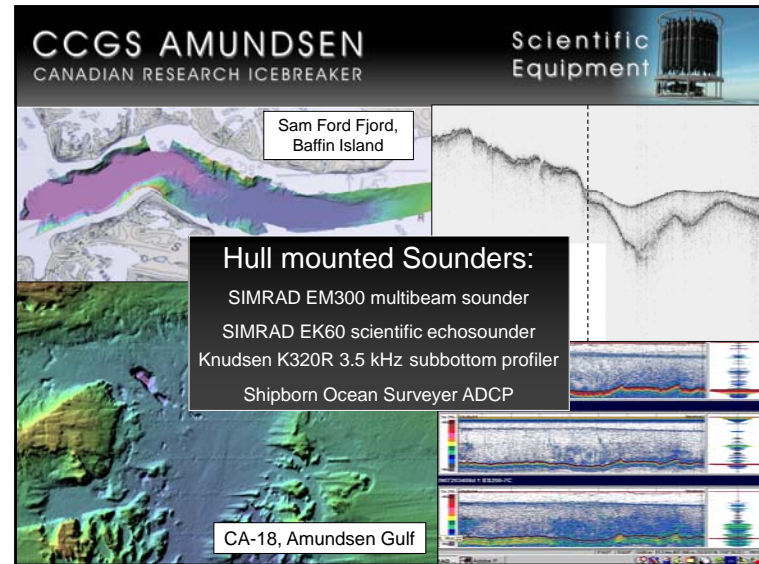 CCGS AMUNDSEN
CANADIAN RESEARCH ICEBREAKER
Scientific
Equipment
Sam Ford Fjord,
Baffin Island
Hull mounted Sounders:
SIMRAD EM300 multibeam sounder
SIMRAD EK60 scientific echosounder
Knudsen K320R 3.5 kHz subbottom profiler
Shipborn Ocean Surveyer ADCP
CA-18, Amundsen Gulf